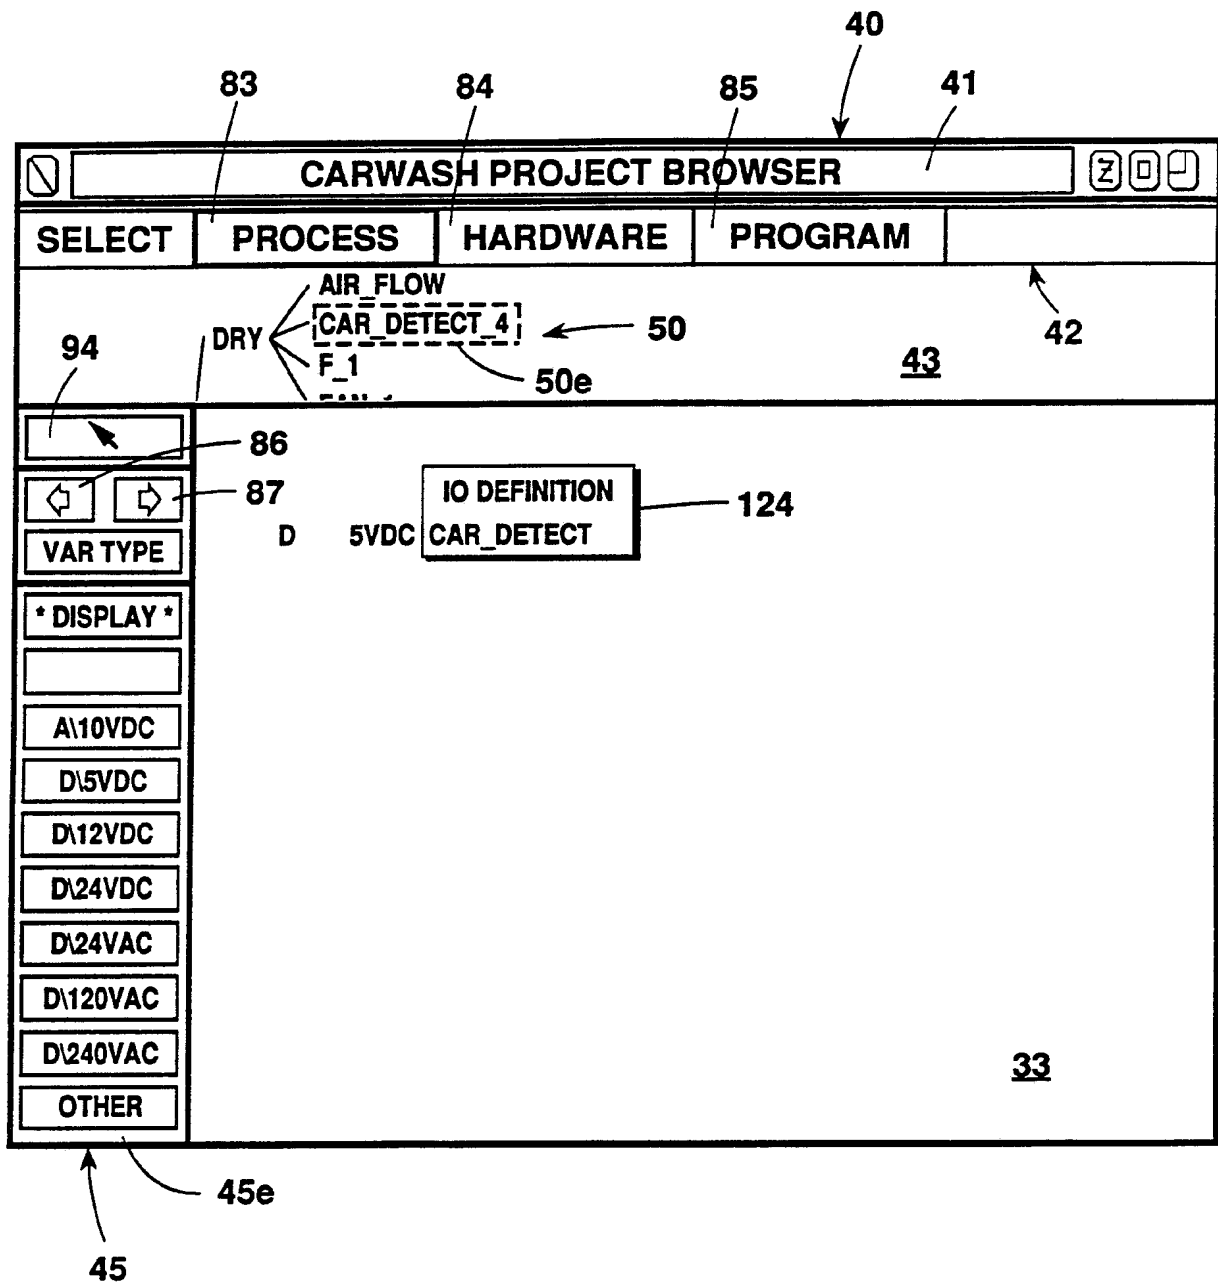 40
83
84
85
41
CARWASH PROJECT BROWSER
Z
SELECT PROCESS HARDWARE PROGRAM
AIR_FLOW
CAR_DETECT_4
DRY
F_1
50
50e
42
43
94
86
87
IO DEFINITION
D 5VDC CAR_DETECT
124
VAR TYPE
* DISPLAY *
A\10VDC
D\5VDC
D\12VDC
D\24VDC
D\24VAC
D\120VAC
D\240VAC
OTHER
33
45e
45